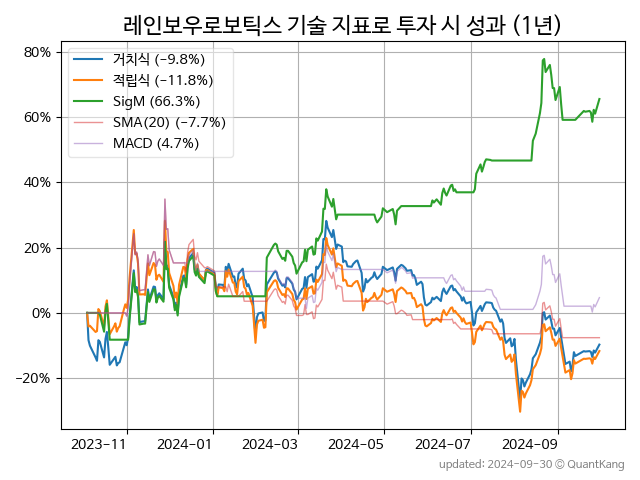 레인보우로보틱스 기술 지표로 투자 시 성과 (1년)
80%
60%
40%
20%
0%
−20%
거치식 (-9.8%)
적립식 (-11.8%)
SigM (66.3%)
SMA(20) (-7.7%)
MACD (4.7%)
2023-11 2024-01 2024-03 2024-05 2024-07 2024-09
updated: 2024-09-30 © QuantKang